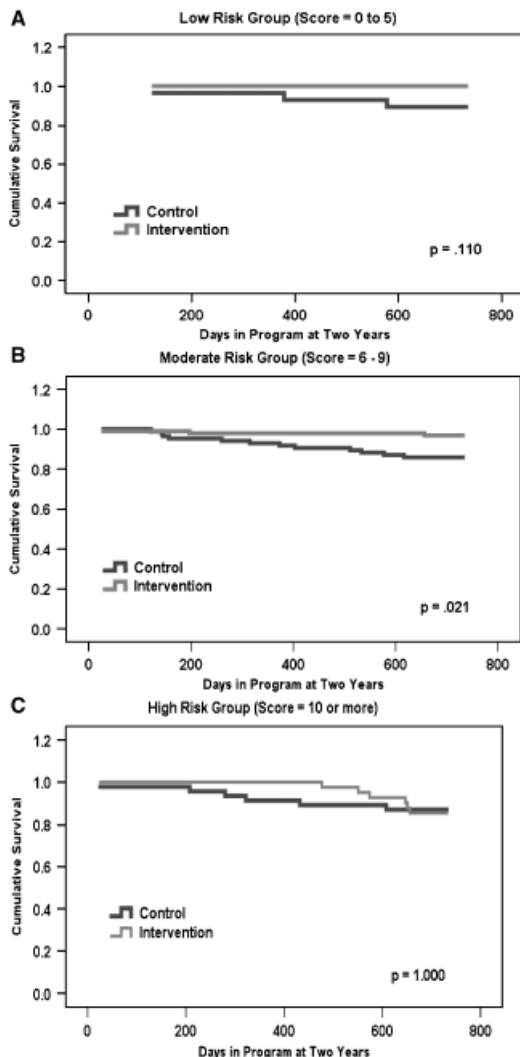 A
Low Risk Group (Score = 0 to 5)
1.2
1.0
0.8
0.6
0.4
0.2
0.0
Cumulative Survival
Control
Intervention
p = .110
0 200 400 600 800
Days in Program at Two Years
B
Moderate Risk Group (Score = 6 - 9)
1.2
1.0
0.8
0.6
0.4
0.2
0.0
Cumulative Survival
Control
Intervention
p = .021
0 200 400 600 800
Days in Program at Two Years
C
High Risk Group (Score = 10 or more)
1.2
1.0
0.8
0.6
0.4
0.2
0.0
Cumulative Survival
Control
Intervention
p = 1.000
0 200 400 600 800
Days in Program at Two Years